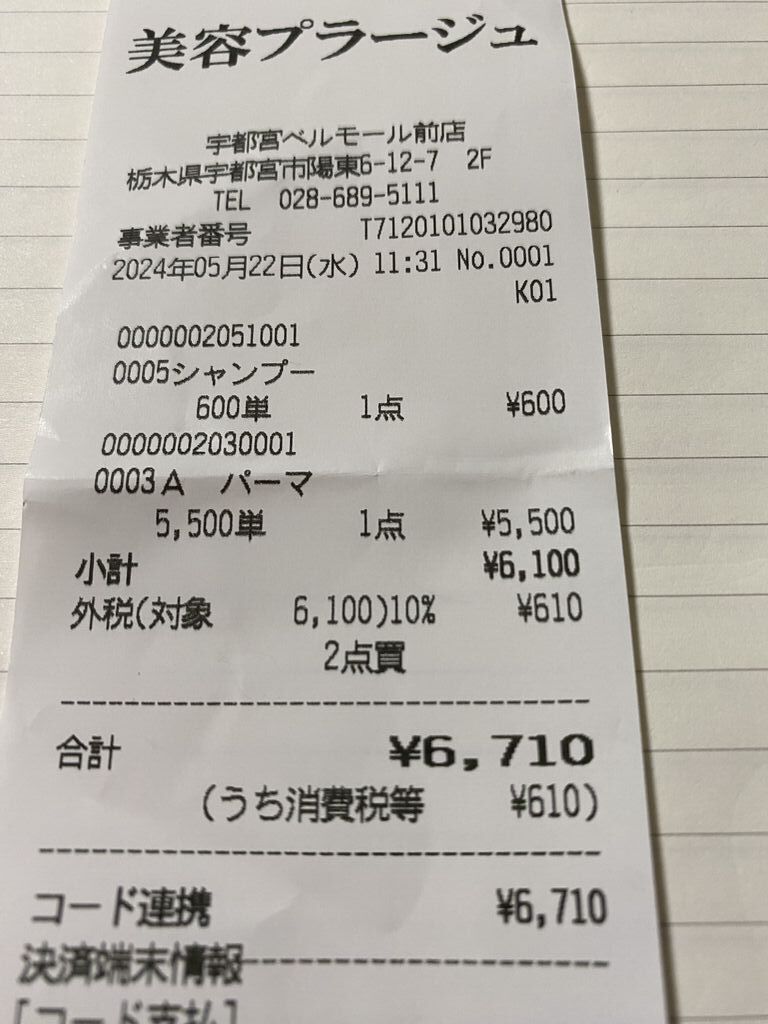 美容プラージュ
宇都宮ベルモール前店
栃木県宇都宮市陽東6-12-7 2F
TEL 028-689-5111
事業者番号 T7120101032980
2024年05月22日(水) 11:31 No.0001
K01
0000002051001
0005シャンプー
600単 1点 ¥600
0000002030001
0003A パーマ
5,500単 1点 ¥5,500
小計 ¥6,100
外税(対象 6,100)10% ¥610
2点買
合計 ¥6,710
(うち消費税等 ¥610)
コード連携 ¥6,710
決済端末情報
[コード支払]